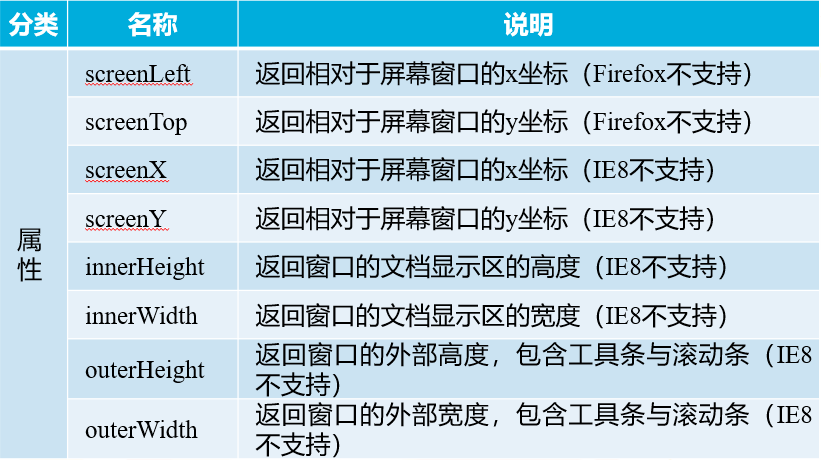 分类 名称 说明
属性
screenLeft 返回相对于屏幕窗口的x坐标（Firefox不支持）
screenTop 返回相对于屏幕窗口的y坐标（Firefox不支持）
screenX 返回相对于屏幕窗口的x坐标（IE8不支持）
screenY 返回相对于屏幕窗口的y坐标（IE8不支持）
innerHeight 返回窗口的文档显示区的高度（IE8不支持）
innerWidth 返回窗口的文档显示区的宽度（IE8不支持）
outerHeight 返回窗口的外部高度，包含工具条与滚动条（IE8
不支持）
outerWidth 返回窗口的外部宽度，包含工具条与滚动条（IE8
不支持）